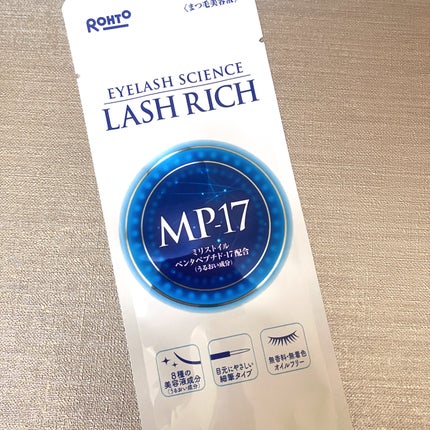 〈まつ毛美容液〉
ROHTO
EYELASH SCIENCE
LASH RICH
MP-17
ミリストイル
ペンタペプチド-17配合
(うるおい成分)
8種の
美容液成分
(うるおい成分)
目元にやさしい
細筆タイプ
無香料・無着色
オイルフリー